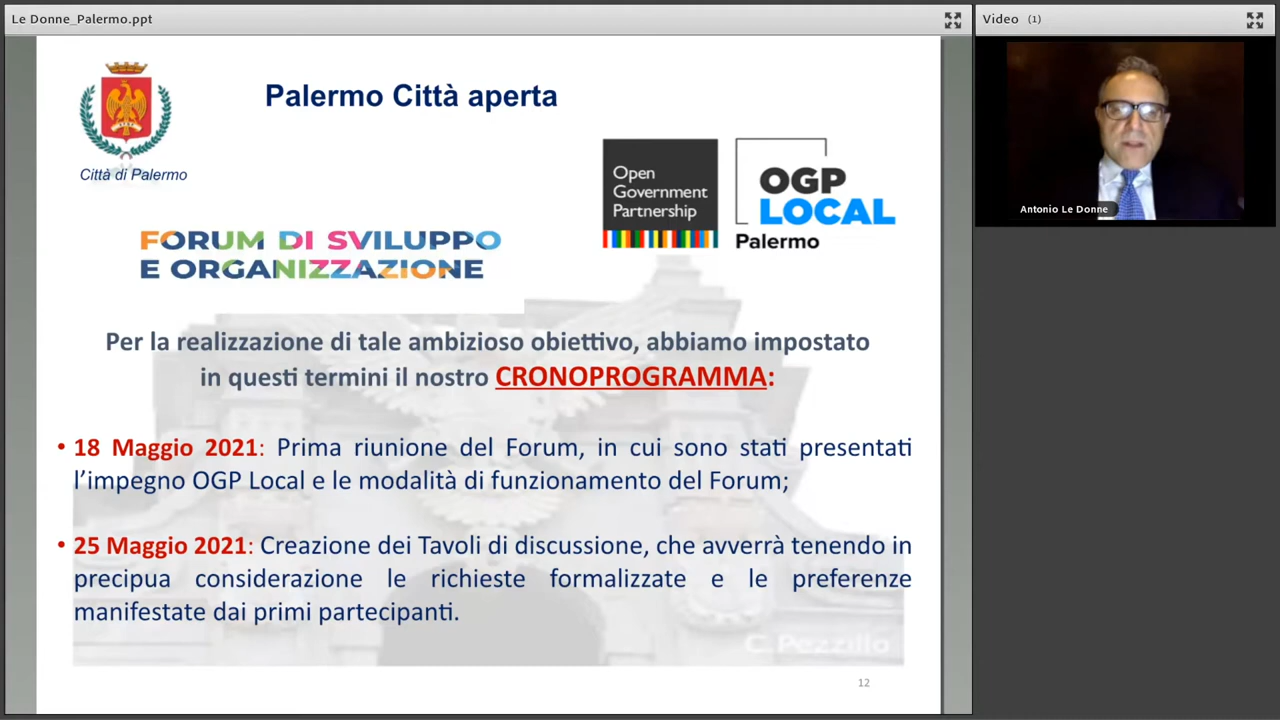 Le Donne_Palermo.ppt
Video (1)
Palermo Città aperta
Città di Palermo
Open
Government
Partnership
OGP
LOCAL
Palermo
Antonio Le Donne
FORUM DI SVILUPPO
E ORGANIZZAZIONE
Per la realizzazione di tale ambizioso obiettivo, abbiamo impostato
in questi termini il nostro CRONOPROGRAMMA:
• 18 Maggio 2021: Prima riunione del Forum, in cui sono stati presentati
l’impegno OGP Local e le modalità di funzionamento del Forum;
• 25 Maggio 2021: Creazione dei Tavoli di discussione, che avverrà tenendo in
precipua considerazione le richieste formalizzate e le preferenze
manifestate dai primi partecipanti.
C. Pezzillo
12